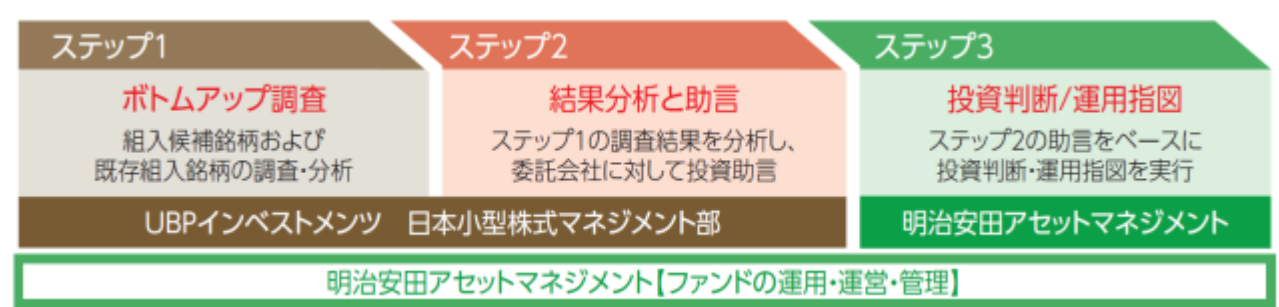 ステップ1
ボトムアップ調査
組入候補銘柄および
既存組入銘柄の調査・分析
ステップ2
結果分析と助言
ステップ1の調査結果を分析し、
委託会社に対して投資助言
UBPインベストメンツ 日本小型株式マネジメント部
ステップ3
投資判断/運用指図
ステップ2の助言をベースに
投資判断・運用指図を実行
明治安田アセットマネジメント
明治安田アセットマネジメント【ファンドの運用・運営・管理】